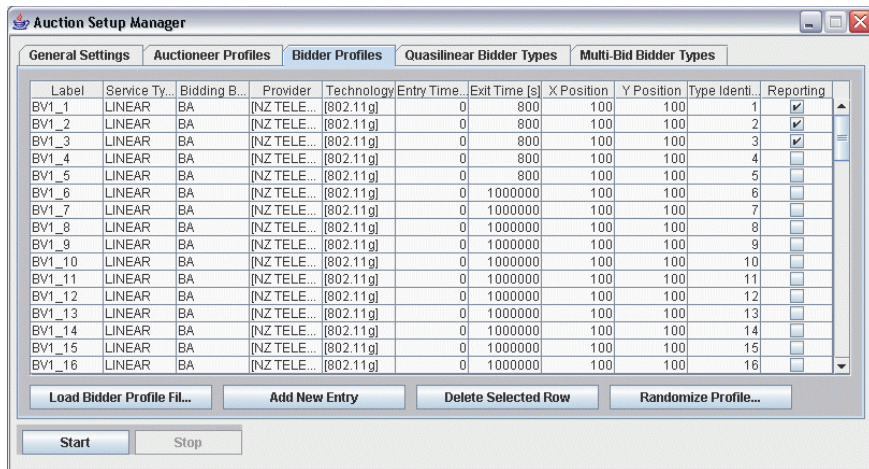 Auction Setup Manager
General Settings Auctioneer Profiles Bidder Profiles Quasilinear Bidder Types Multi-Bid Bidder Types
Label Service Ty... Bidding B... Provider Technology Entry Time... Exit Time [s] X Position Y Position Type Identi... Reporting
BV1_1 LINEAR BA [NZ TELE... [802.11g] 0 800 100 100 1
BV1_2 LINEAR BA [NZ TELE... [802.11g] 0 800 100 100 2
BV1_3 LINEAR BA [NZ TELE... [802.11g] 0 800 100 100 3
BV1_4 LINEAR BA [NZ TELE... [802.11g] 0 800 100 100 4
BV1_5 LINEAR BA [NZ TELE... [802.11g] 0 800 100 100 5
BV1_6 LINEAR BA [NZ TELE... [802.11g] 0 1000000 100 100 6
BV1_7 LINEAR BA [NZ TELE... [802.11g] 0 1000000 100 100 7
BV1_8 LINEAR BA [NZ TELE... [802.11g] 0 1000000 100 100 8
BV1_9 LINEAR BA [NZ TELE... [802.11g] 0 1000000 100 100 9
BV1_10 LINEAR BA [NZ TELE... [802.11g] 0 1000000 100 100 10
BV1_11 LINEAR BA [NZ TELE... [802.11g] 0 1000000 100 100 11
BV1_12 LINEAR BA [NZ TELE... [802.11g] 0 1000000 100 100 12
BV1_13 LINEAR BA [NZ TELE... [802.11g] 0 1000000 100 100 13
BV1_14 LINEAR BA [NZ TELE... [802.11g] 0 1000000 100 100 14
BV1_15 LINEAR BA [NZ TELE... [802.11g] 0 1000000 100 100 15
BV1_16 LINEAR BA [NZ TELE... [802.11g] 0 1000000 100 100 16
Load Bidder Profile Fil... Add New Entry Delete Selected Row Randomize Profile...
Start Stop